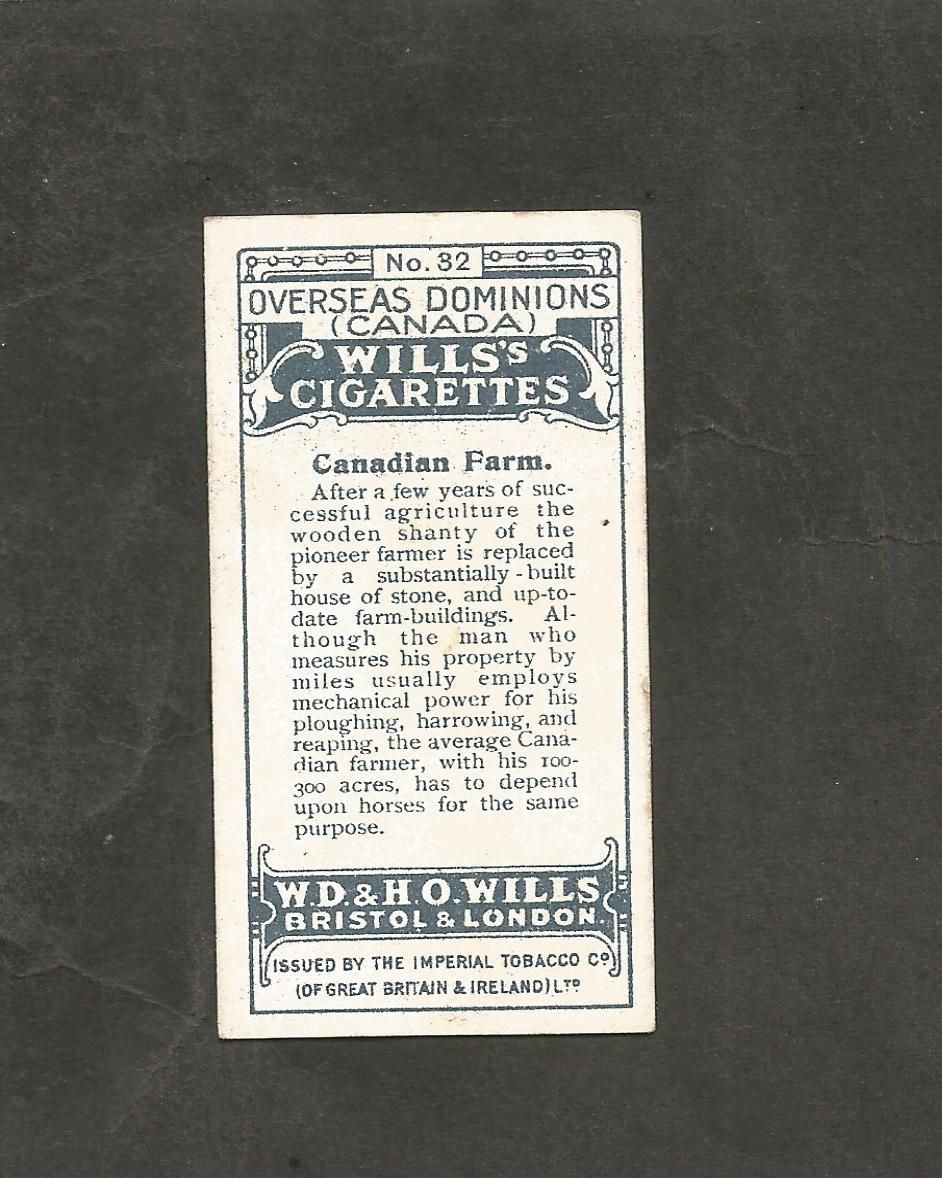 No. 32
OVERSEAS DOMINIONS
(CANADA)
WILLS'S
CIGARETTES
Canadian Farm.
After a few years of suc-
cessful agriculture the
wooden shanty of the
pioneer farmer is replaced
by a substantially-built
house of stone, and up-to-
date farm-buildings. Al-
though the man who
measures his property by
miles usually employs
mechanical power for his
ploughing, harrowing, and
reaping, the average Cana-
dian farmer, with his 100-
300 acres, has to depend
upon horses for the same
purpose.
W.D. & H.O. WILLS
BRISTOL & LONDON.
ISSUED BY THE IMPERIAL TOBACCO Co
(OF GREAT BRITAIN & IRELAND) LTD